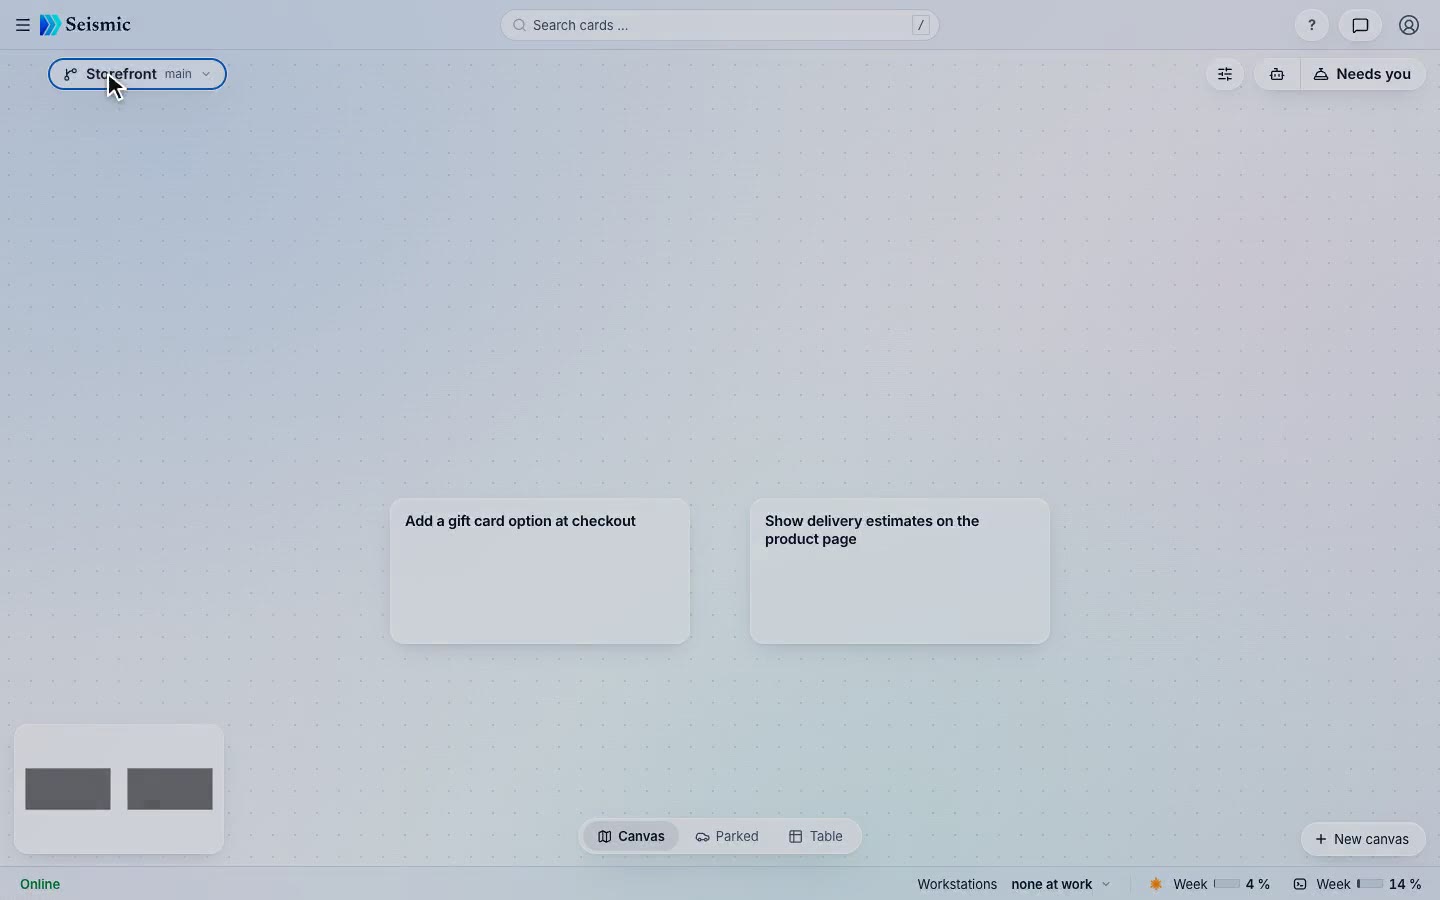 Seismic
Search cards ...
/
?
Storefront main
Needs you
Add a gift card option at checkout
Show delivery estimates on the
product page
Canvas
Parked
Table
+ New canvas
Online
Workstations none at work
Week 4 %
Week 14 %